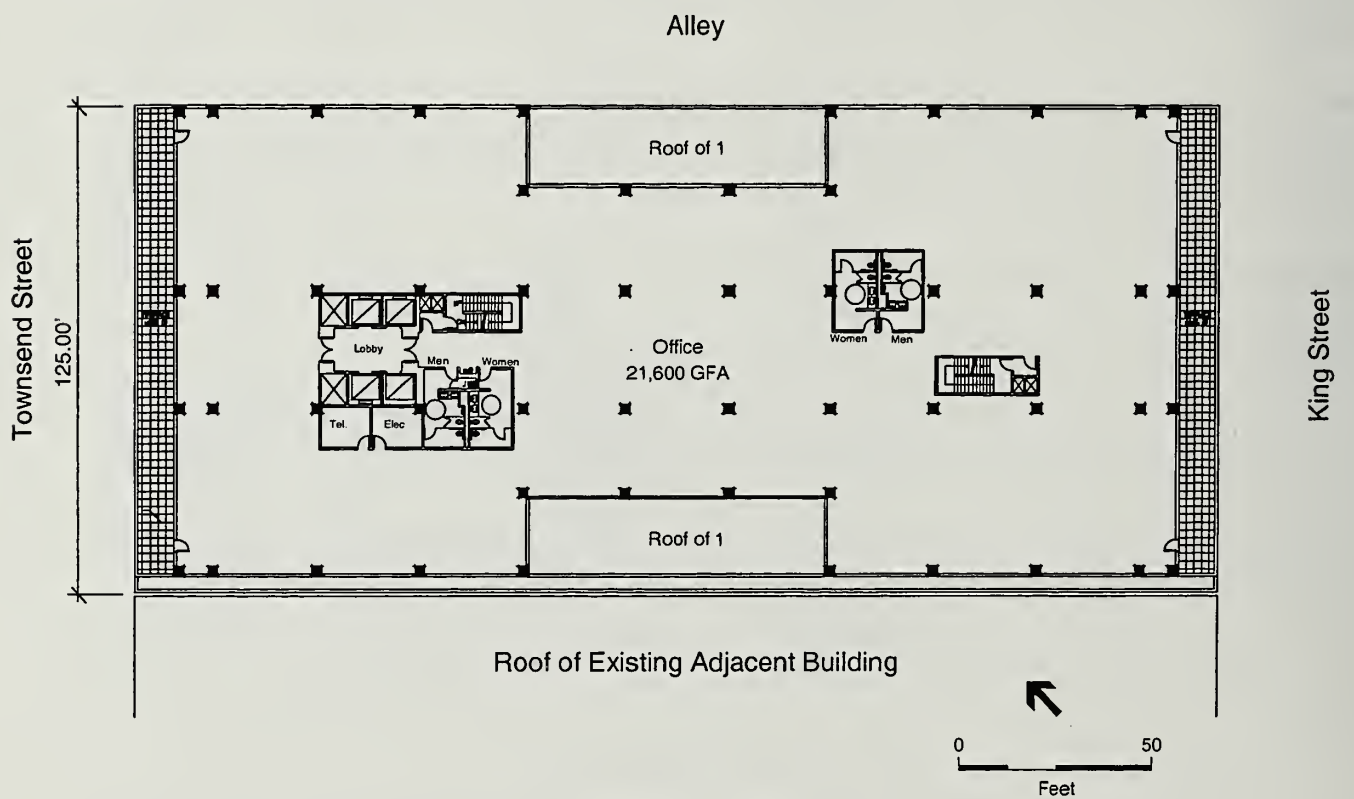 Alley
Roof of 1
Townsend Street
125.00'
Lobby
Men
Women
Tel.
Elec
Office
21,600 GFA
Women
Men
King Street
Roof of 1
Roof of Existing Adjacent Building
0
50
Feet